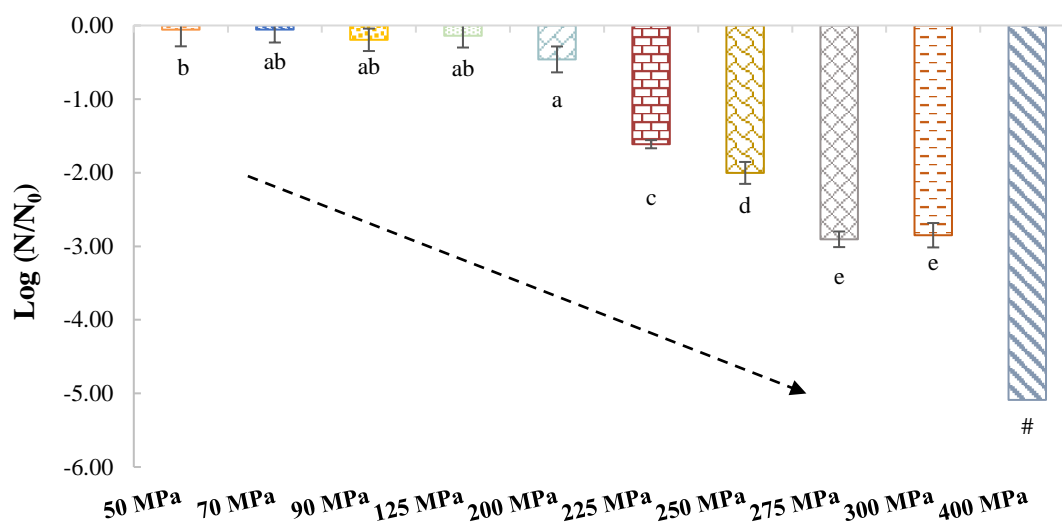 0.00
-1.00
-2.00
-3.00
-4.00
-5.00
-6.00
Log (N/N₀)
b
ab
ab
ab
a
c
d
e
e
#
50 MPa
70 MPa
90 MPa
125 MPa
200 MPa
225 MPa
250 MPa
275 MPa
300 MPa
400 MPa